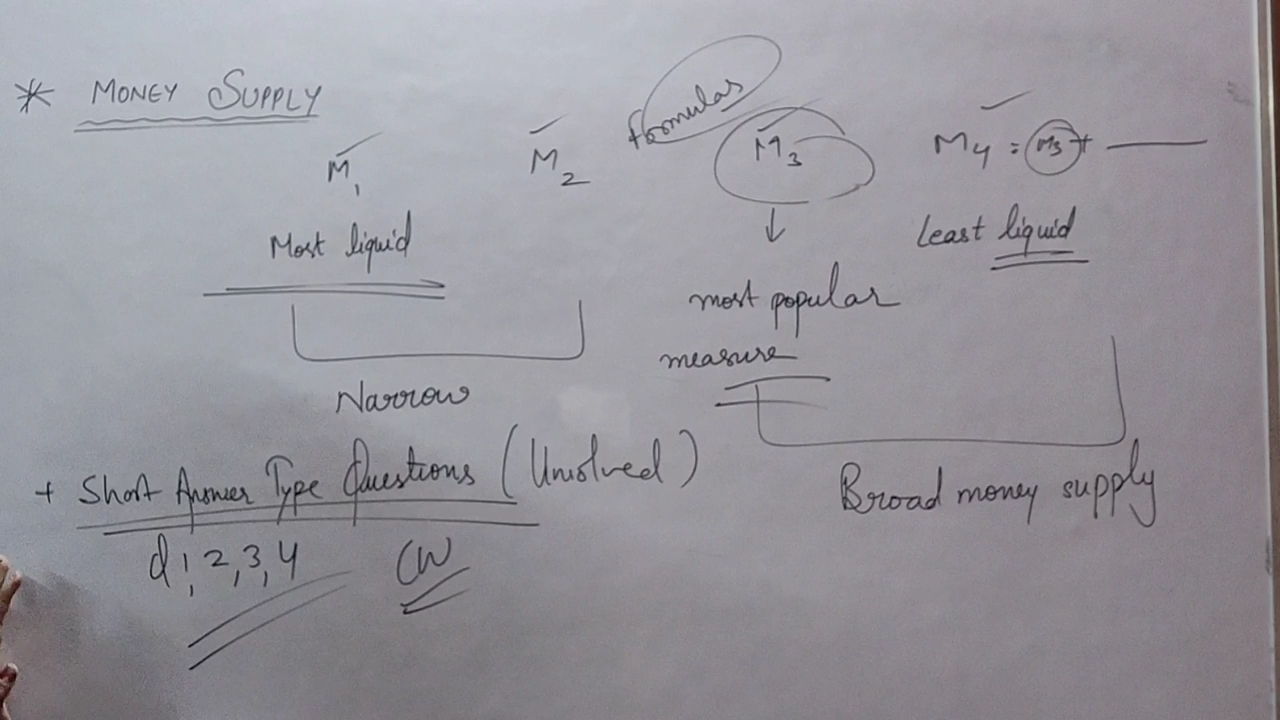 * MONEY SUPPLY
formulas
M1 M2 M3 M4 = M3 +
Most liquid
Least liquid
most popular
measure
Narrow
Broad money supply
+ Short Answer Type Questions (Unsolved)
Q1, 2, 3, 4 CW